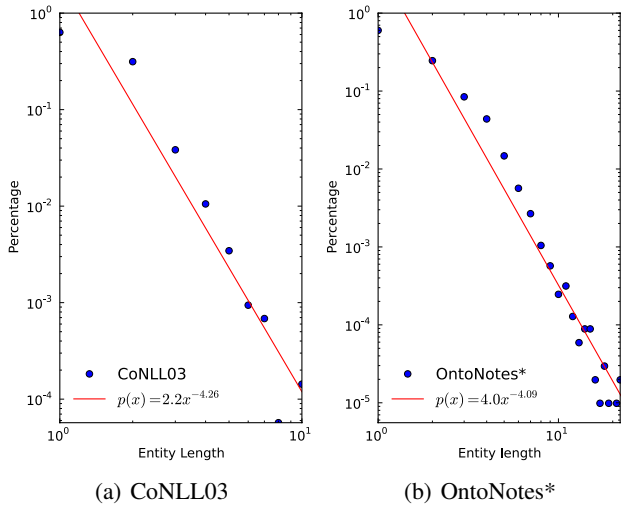 10^0
10^-1
10^-2
10^-3
10^-4
Percentage
CoNLL03
p(x)=2.2x^-4.26
10^0
10^1
Entity Length
(a) CoNLL03
10^0
10^-1
10^-2
10^-3
10^-4
10^-5
Percentage
OntoNotes*
p(x)=4.0x^-4.09
10^0
10^1
Entity length
(b) OntoNotes*